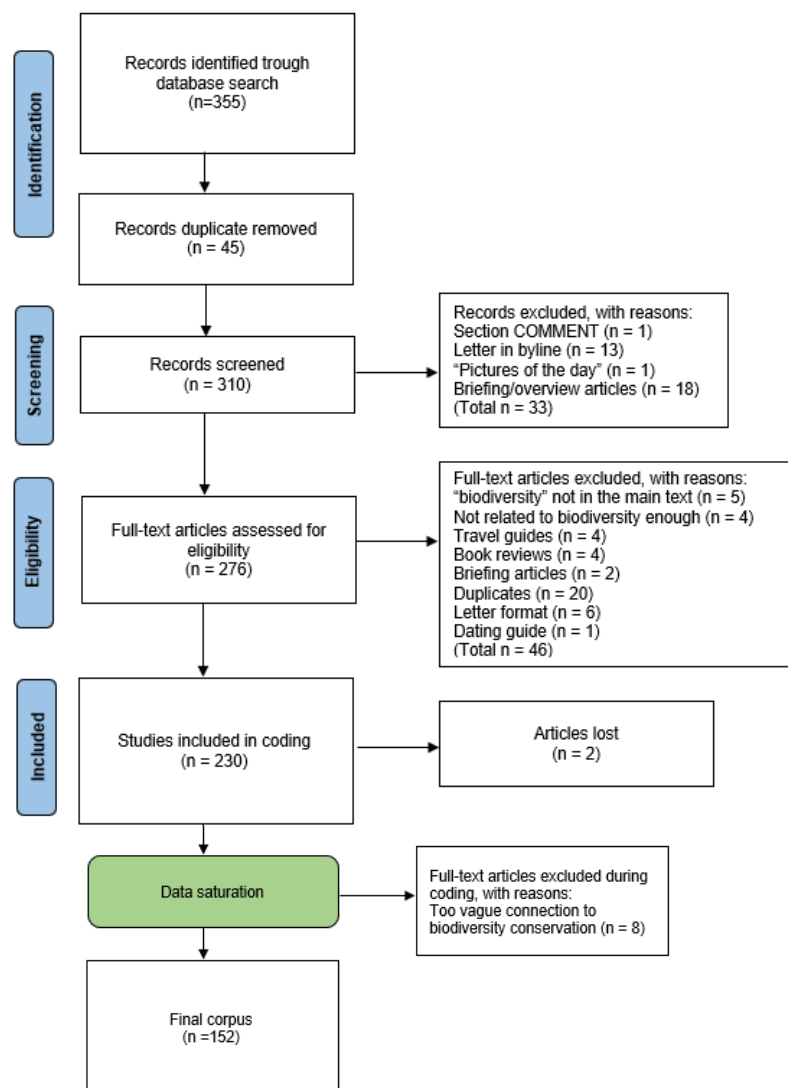 Identification
Records identified trough
database search
(n=355)
Records duplicate removed
(n = 45)
Screening
Records screened
(n = 310)
Records excluded, with reasons:
Section COMMENT (n = 1)
Letter in byline (n = 13)
“Pictures of the day” (n = 1)
Briefing/overview articles (n = 18)
(Total n = 33)
Eligibility
Full-text articles assessed for
eligibility
(n = 276)
Full-text articles excluded, with reasons:
“biodiversity” not in the main text (n = 5)
Not related to biodiversity enough (n = 4)
Travel guides (n = 4)
Book reviews (n = 4)
Briefing articles (n = 2)
Duplicates (n = 20)
Letter format (n = 6)
Dating guide (n = 1)
(Total n = 46)
Included
Studies included in coding
(n = 230)
Articles lost
(n = 2)
Data saturation
Full-text articles excluded during
coding, with reasons:
Too vague connection to
biodiversity conservation (n = 8)
Final corpus
(n =152)